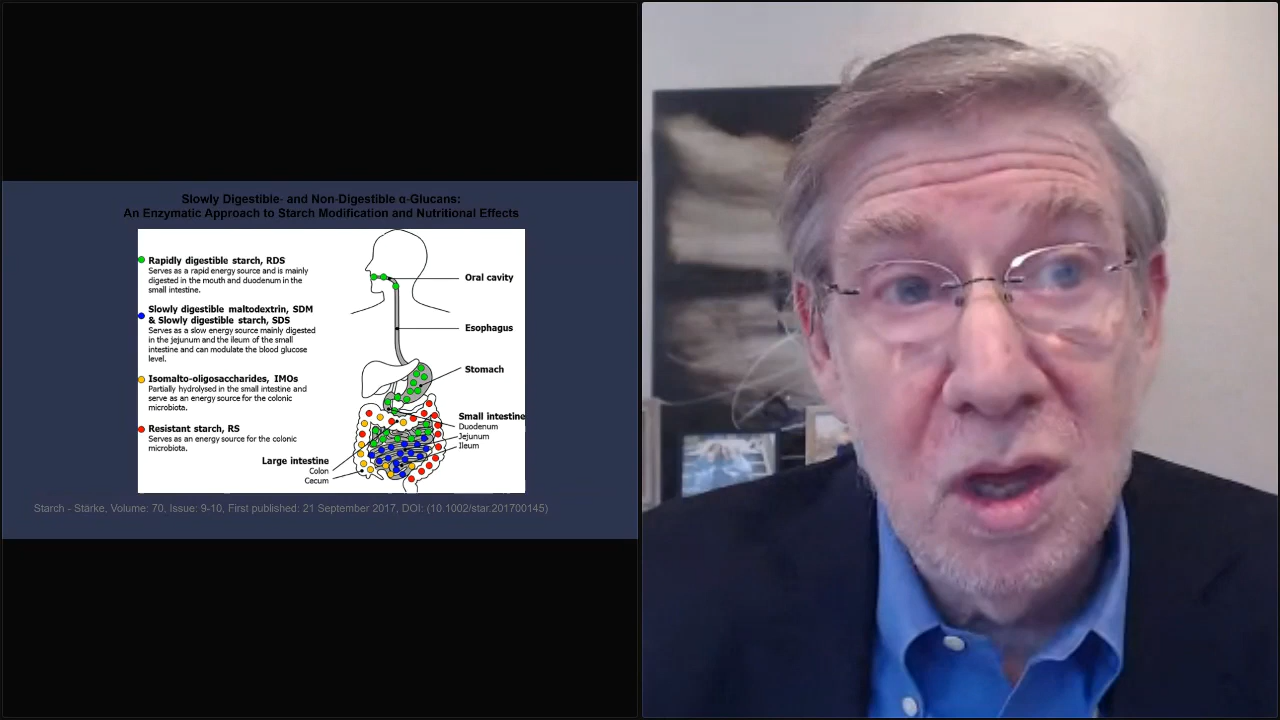 Slowly Digestible- and Non-Digestible α-Glucans:
An Enzymatic Approach to Starch Modification and Nutritional Effects
Rapidly digestible starch, RDS
Serves as a rapid energy source and is mainly
digested in the mouth and duodenum in the
small intestine.
Slowly digestible maltodextrin, SDM
& Slowly digestible starch, SDS
Serves as a slow energy source mainly digested
in the jejunum and the ileum of the small
intestine and can modulate the blood glucose
level.
Isomalto-oligosaccharides, IMOs
Partially hydrolysed in the small intestine and
serve as an energy source for the colonic
microbiota.
Resistant starch, RS
Serves as an energy source for the colonic
microbiota.
Oral cavity
Esophagus
Stomach
Small intestine
Duodenum
Jejunum
Ileum
Large intestine
Colon
Cecum
Starch - Stärke, Volume: 70, Issue: 9-10, First published: 21 September 2017, DOI: (10.1002/star.201700145)